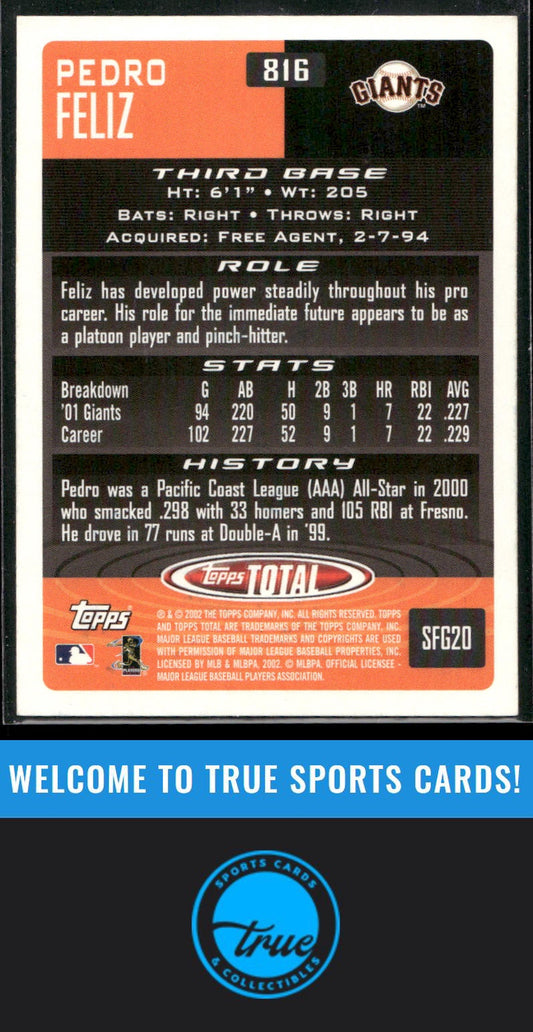 PEDRO
FELIZ
816
GIANTS
TM
THIRD BASE
HT: 6'1" • WT: 205
BATS: RIGHT • THROWS: RIGHT
ACQUIRED: FREE AGENT, 2-7-94
ROLE
Feliz has developed power steadily throughout his pro
career. His role for the immediate future appears to be as
a platoon player and pinch-hitter.
STATS
Breakdown G AB H 2B 3B HR RBI AVG
'01 Giants 94 220 50 9 1 7 22 .227
Career 102 227 52 9 1 7 22 .229
HISTORY
Pedro was a Pacific Coast League (AAA) All-Star in 2000
who smacked .298 with 33 homers and 105 RBI at Fresno.
He drove in 77 runs at Double-A in '99.
Topps TOTAL
Topps
® & © 2002 THE TOPPS COMPANY, INC. ALL RIGHTS RESERVED. TOPPS
AND TOPPS TOTAL ARE TRADEMARKS OF THE TOPPS COMPANY, INC.
MAJOR LEAGUE BASEBALL TRADEMARKS AND COPYRIGHTS ARE USED
WITH PERMISSION OF MAJOR LEAGUE BASEBALL PROPERTIES, INC.
LICENSED BY MLB & MLBPA, 2002. © MLBPA. OFFICIAL LICENSEE -
MAJOR LEAGUE BASEBALL PLAYERS ASSOCIATION.
SFG20
WELCOME TO TRUE SPORTS CARDS!
SPORTS CARDS
true
& COLLECTIBLES